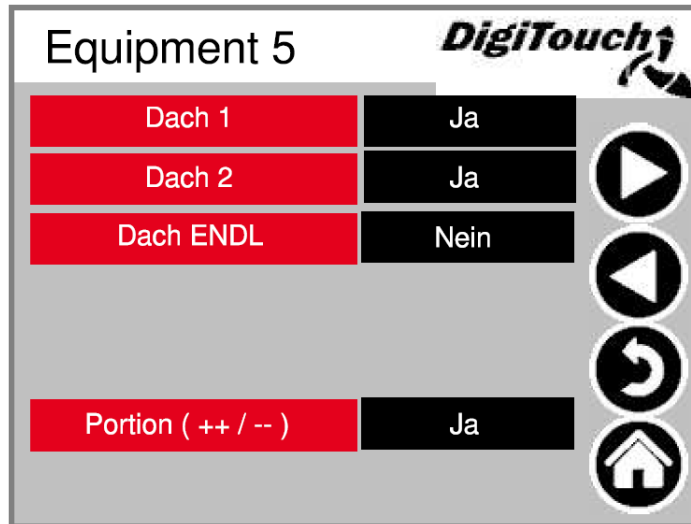 Equipment 5
DigiTouch
Dach 1 Ja
Dach 2 Ja
Dach ENDL Nein
Portion ( ++ / -- ) Ja